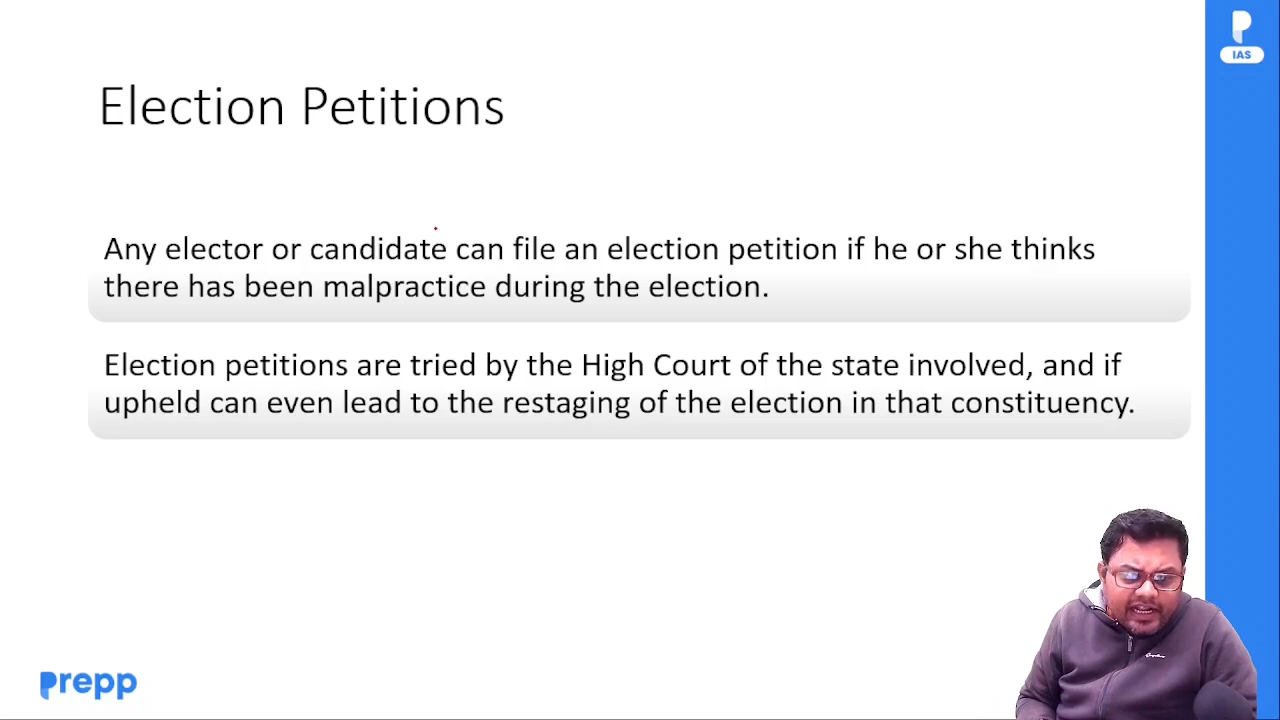 IAS
Election Petitions
Any elector or candidate can file an election petition if he or she thinks
there has been malpractice during the election.
Election petitions are tried by the High Court of the state involved, and if
upheld can even lead to the restaging of the election in that constituency.
prepp